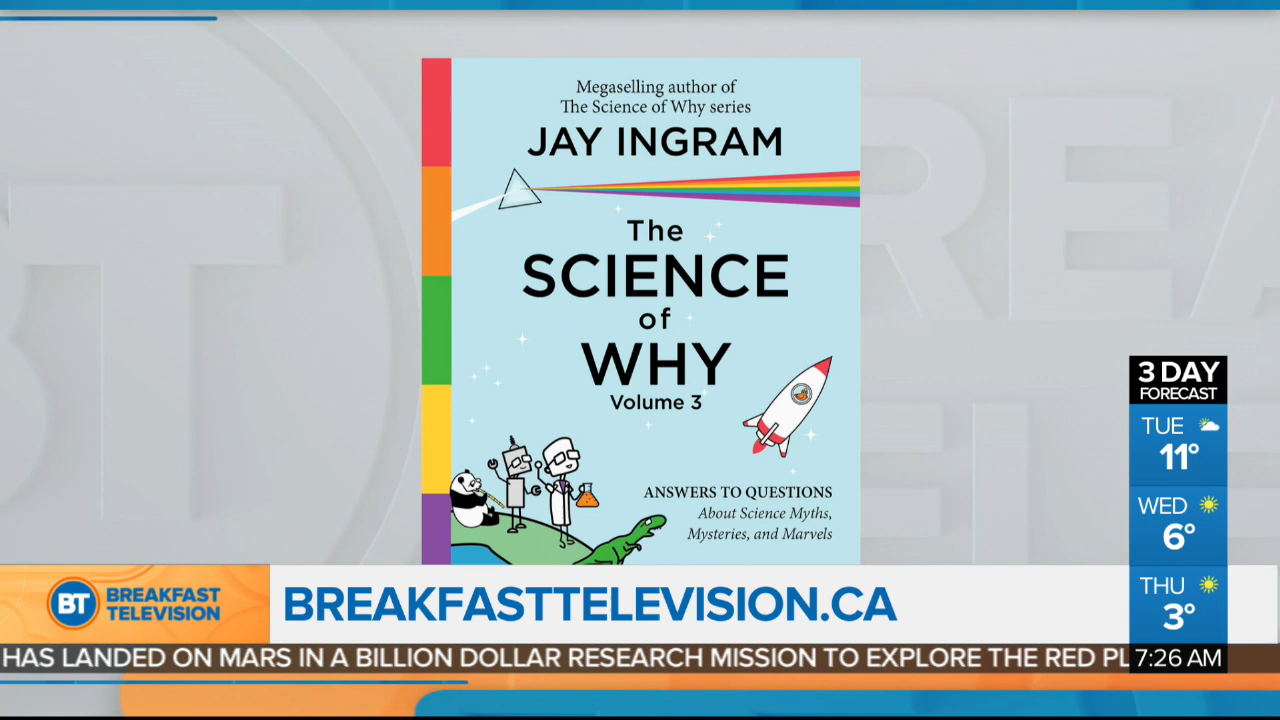 Megaselling author of
The Science of Why series
JAY INGRAM
The
SCIENCE
of
WHY
Volume 3
ANSWERS TO QUESTIONS
About Science Myths,
Mysteries, and Marvels
3 DAY
FORECAST
TUE
11°
WED
6°
THU
3°
BT BREAKFAST
TELEVISION
BREAKFASTTELEVISION.CA
HAS LANDED ON MARS IN A BILLION DOLLAR RESEARCH MISSION TO EXPLORE THE RED 7:26 AM